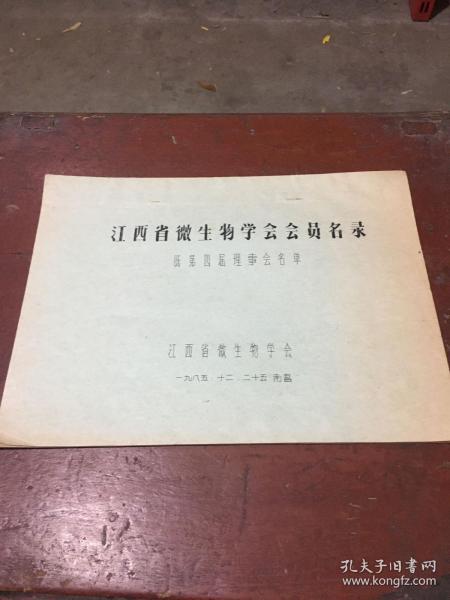 江西省微生物学会会员名录
既第四届理事会名单
江西省微生物学会
一九八五.十二.二十五 南昌
孔夫子旧书网
www.kongfz.com